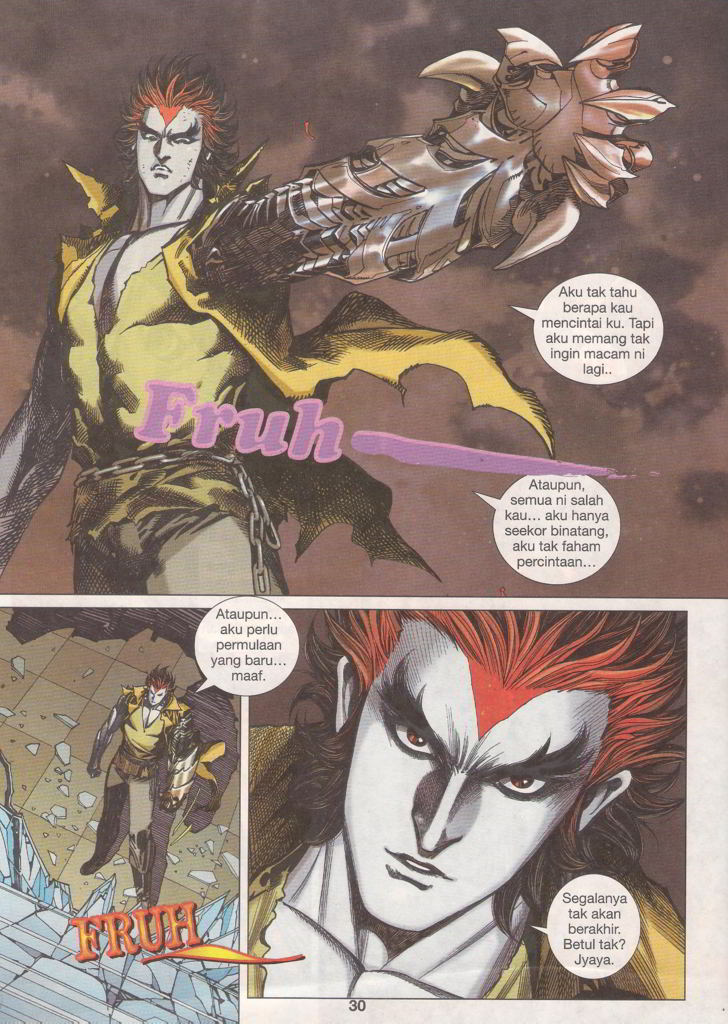 Aku tak tahu
berapa kau
mencintai ku. Tapi
aku memang tak
ingin macam ni
lagi..
Fruh
Ataupun,
semua ni salah
kau... aku hanya
seekor binatang,
aku tak faham
percintaan...
Ataupun...
aku perlu
permulaan
yang baru...
maaf.
FRUH
Segalanya
tak akan
berakhir.
Betul tak?
Jyaya.
30